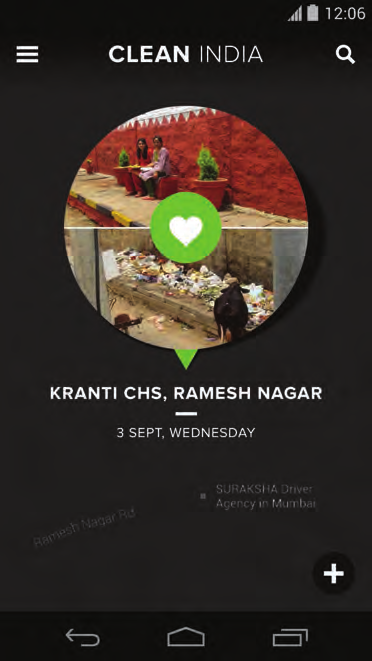 12:06
CLEAN INDIA
KRANTI CHS, RAMESH NAGAR
3 SEPT, WEDNESDAY
SURAKSHA Driver
Agency in Mumbai
Ramesh Nagar Rd